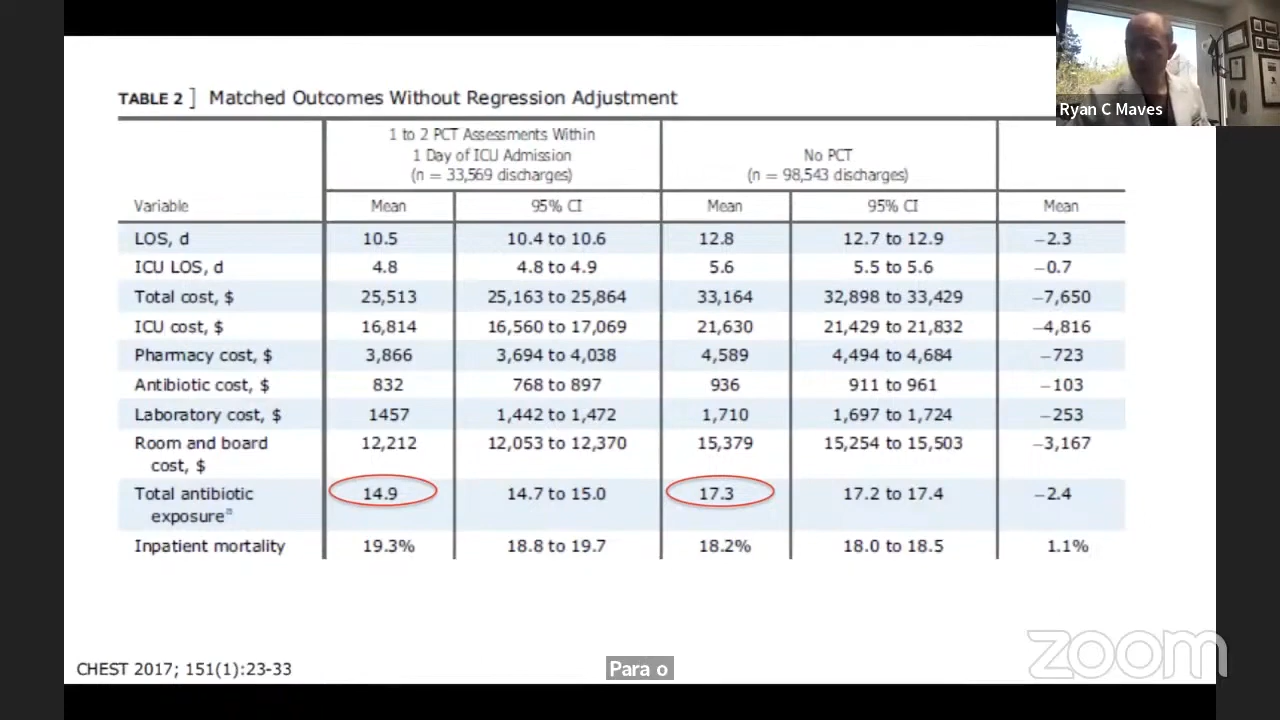 Ryan C Maves
TABLE 2 ] Matched Outcomes Without Regression Adjustment
1 to 2 PCT Assessments Within
1 Day of ICU Admission
(n = 33,569 discharges)
No PCT
(n = 98,543 discharges)
Variable Mean 95% CI Mean 95% CI Mean
LOS, d 10.5 10.4 to 10.6 12.8 12.7 to 12.9 −2.3
ICU LOS, d 4.8 4.8 to 4.9 5.6 5.5 to 5.6 −0.7
Total cost, $ 25,513 25,163 to 25,864 33,164 32,898 to 33,429 −7,650
ICU cost, $ 16,814 16,560 to 17,069 21,630 21,429 to 21,832 −4,816
Pharmacy cost, $ 3,866 3,694 to 4,038 4,589 4,494 to 4,684 −723
Antibiotic cost, $ 832 768 to 897 936 911 to 961 −103
Laboratory cost, $ 1457 1,442 to 1,472 1,710 1,697 to 1,724 −253
Room and board 12,212 12,053 to 12,370 15,379 15,254 to 15,503 −3,167
cost, $
Total antibiotic 14.9 14.7 to 15.0 17.3 17.2 to 17.4 −2.4
exposureª
Inpatient mortality 19.3% 18.8 to 19.7 18.2% 18.0 to 18.5 1.1%
CHEST 2017; 151(1):23-33
Para o
zoom